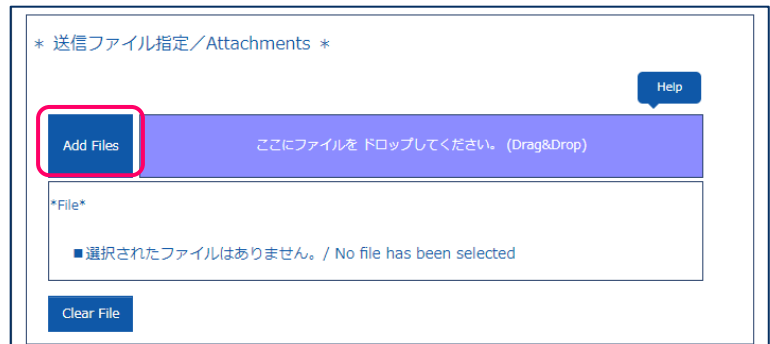 * 送信ファイル指定／Attachments *
Help
Add Files
ここにファイルを ドロップしてください。 (Drag&Drop)
*File*
■選択されたファイルはありません。/ No file has been selected
Clear File